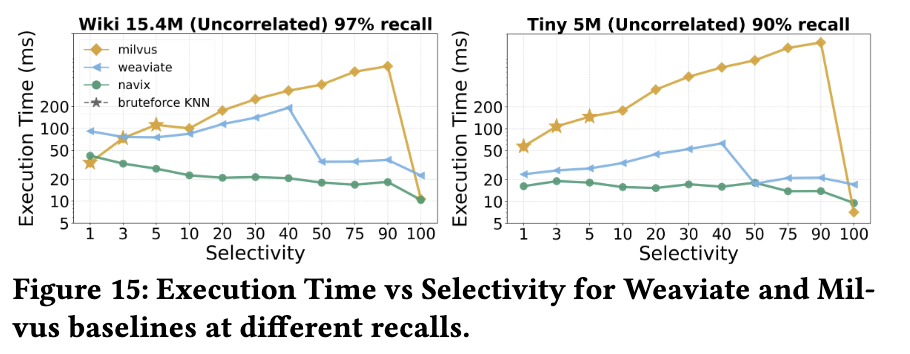 Wiki 15.4M (Uncorrelated) 97% recall
Execution Time (ms)
200
100
50
20
10
5
milvus
weaviate
navix
bruteforce KNN
1 3 5 10 20 30 40 50 75 90 100
Selectivity
Tiny 5M (Uncorrelated) 90% recall
Execution Time (ms)
200
100
50
20
10
5
1 3 5 10 20 30 40 50 75 90 100
Selectivity
Figure 15: Execution Time vs Selectivity for Weaviate and Mil-
vus baselines at different recalls.